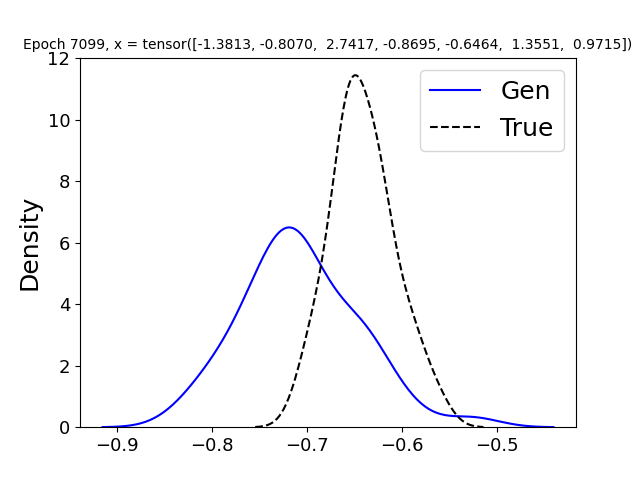 Epoch 7099, x = tensor([-1.3813, -0.8070,  2.7417, -0.8695, -0.6464,  1.3551,  0.9715])
12
10
8
6
4
2
0
Density
Gen
True
−0.9 −0.8 −0.7 −0.6 −0.5